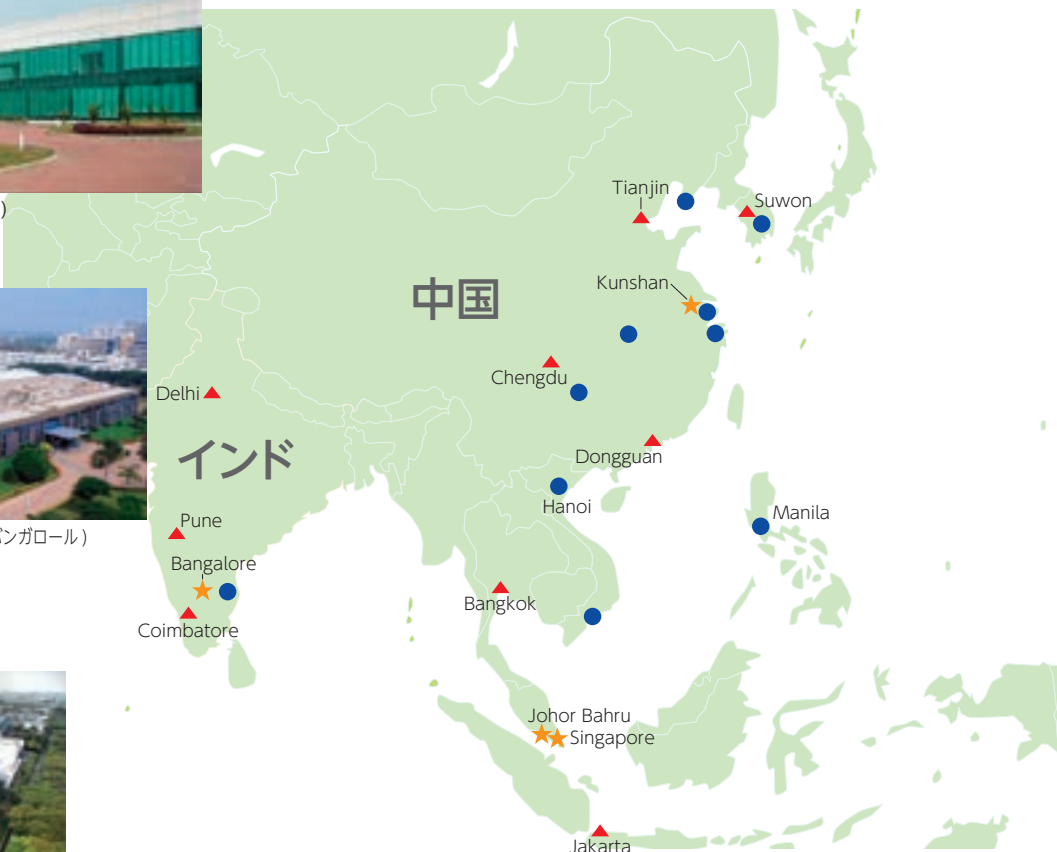 )
Tianjin
Suwon
Kunshan
中国
Chengdu
Delhi
インド
Dongguan
Hanoi
Pune
Manila
ンガロール)
Bangalore
Bangkok
Coimbatore
Johor Bahru
Singapore
Jakarta